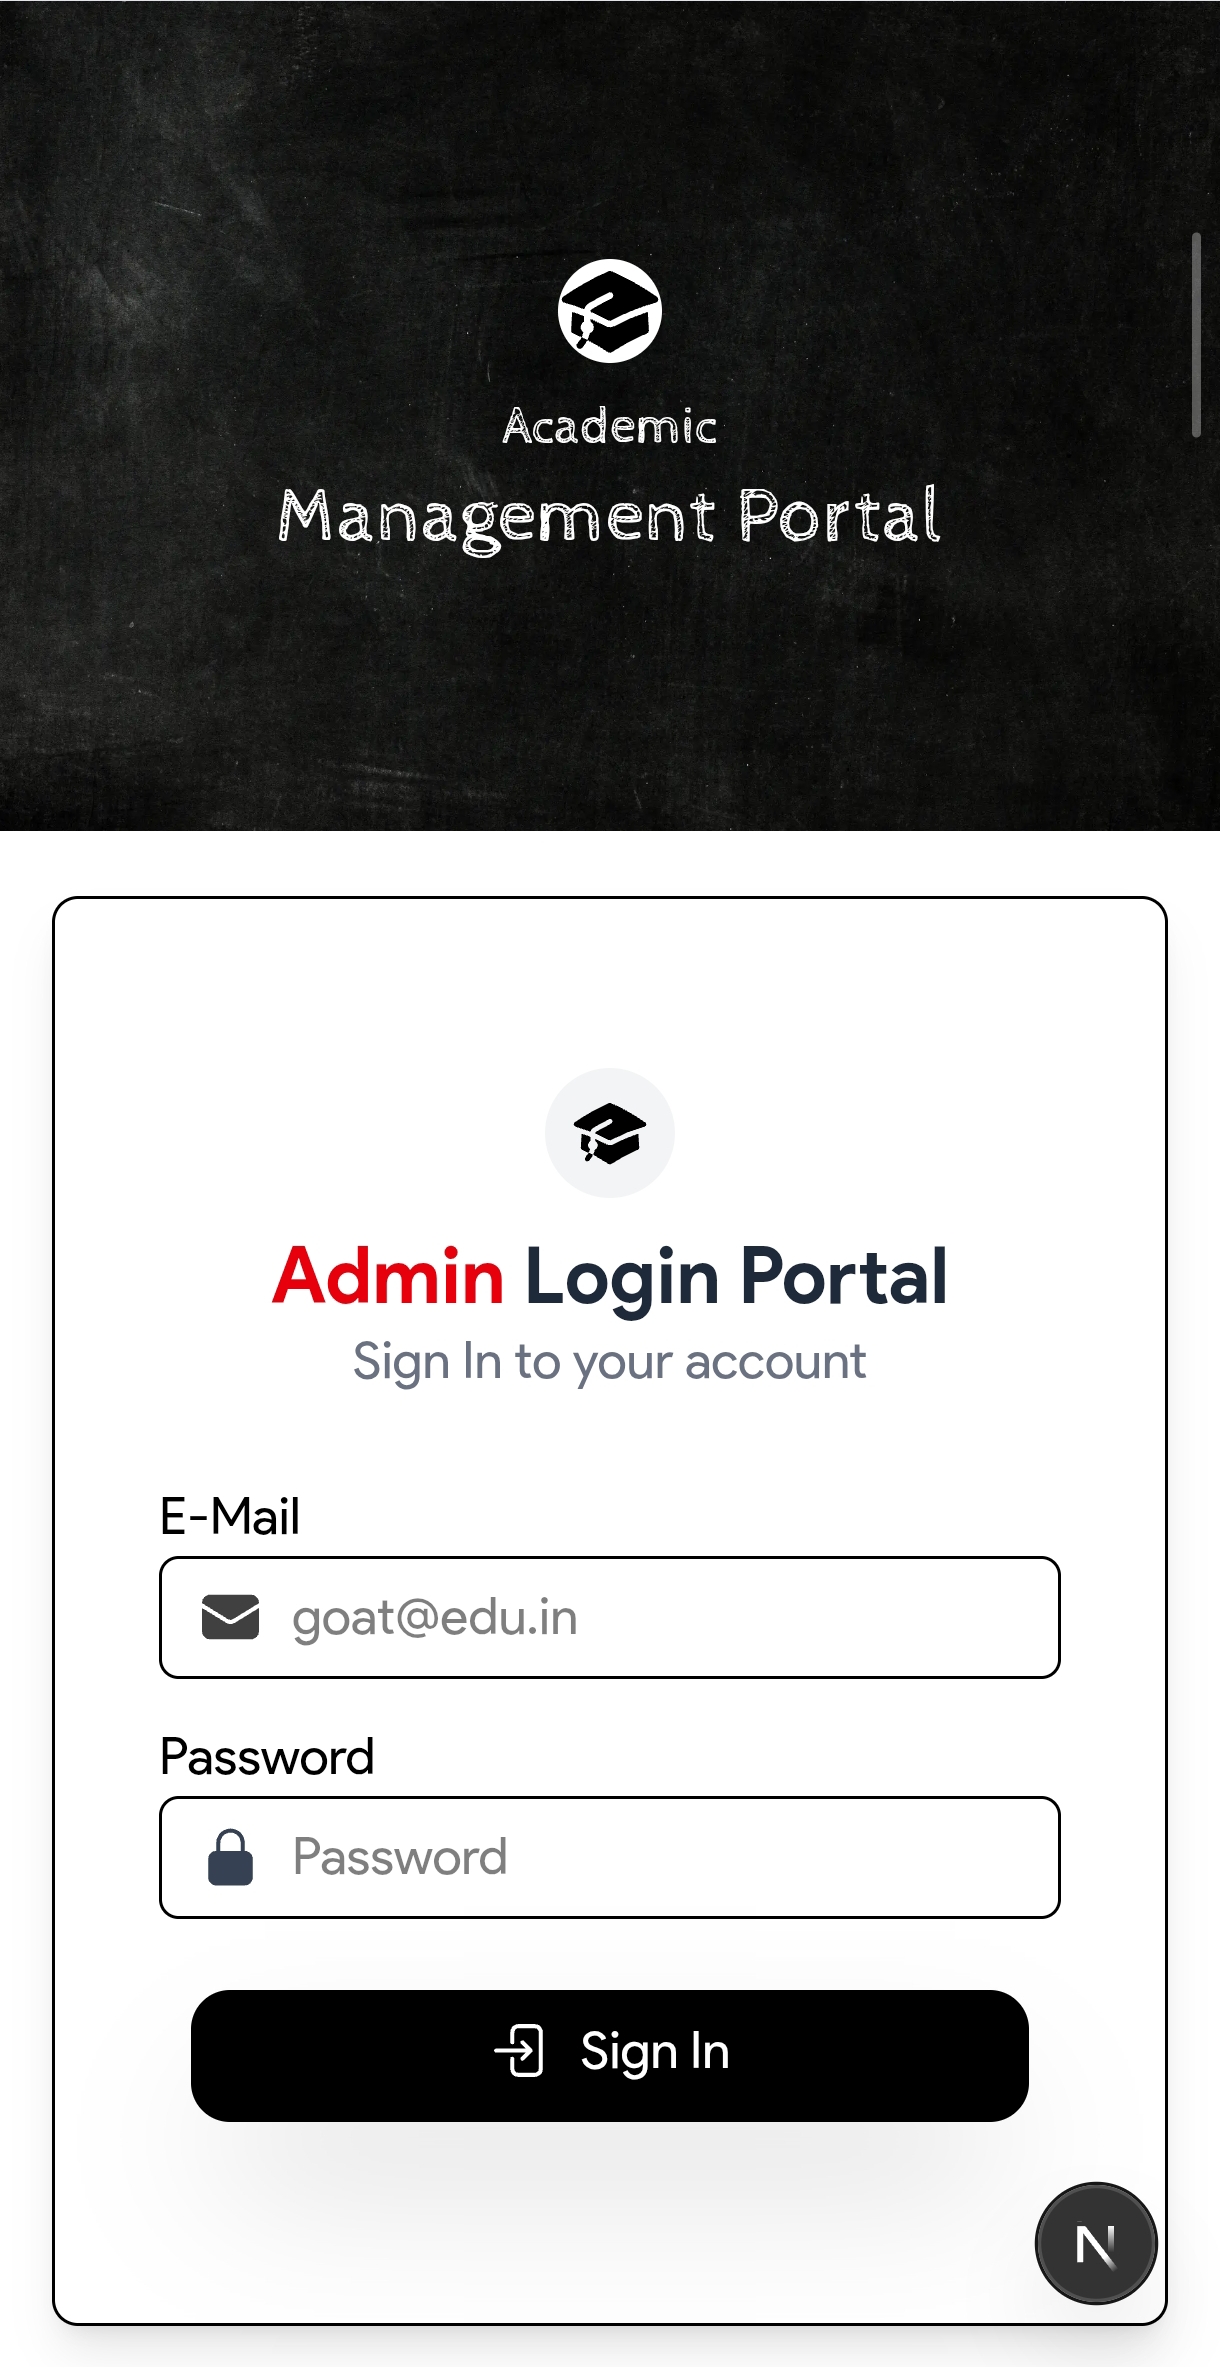 Academic
Management Portal
Admin Login Portal
Sign In to your account
E-Mail
goat@edu.in
Password
Password
Sign In
N